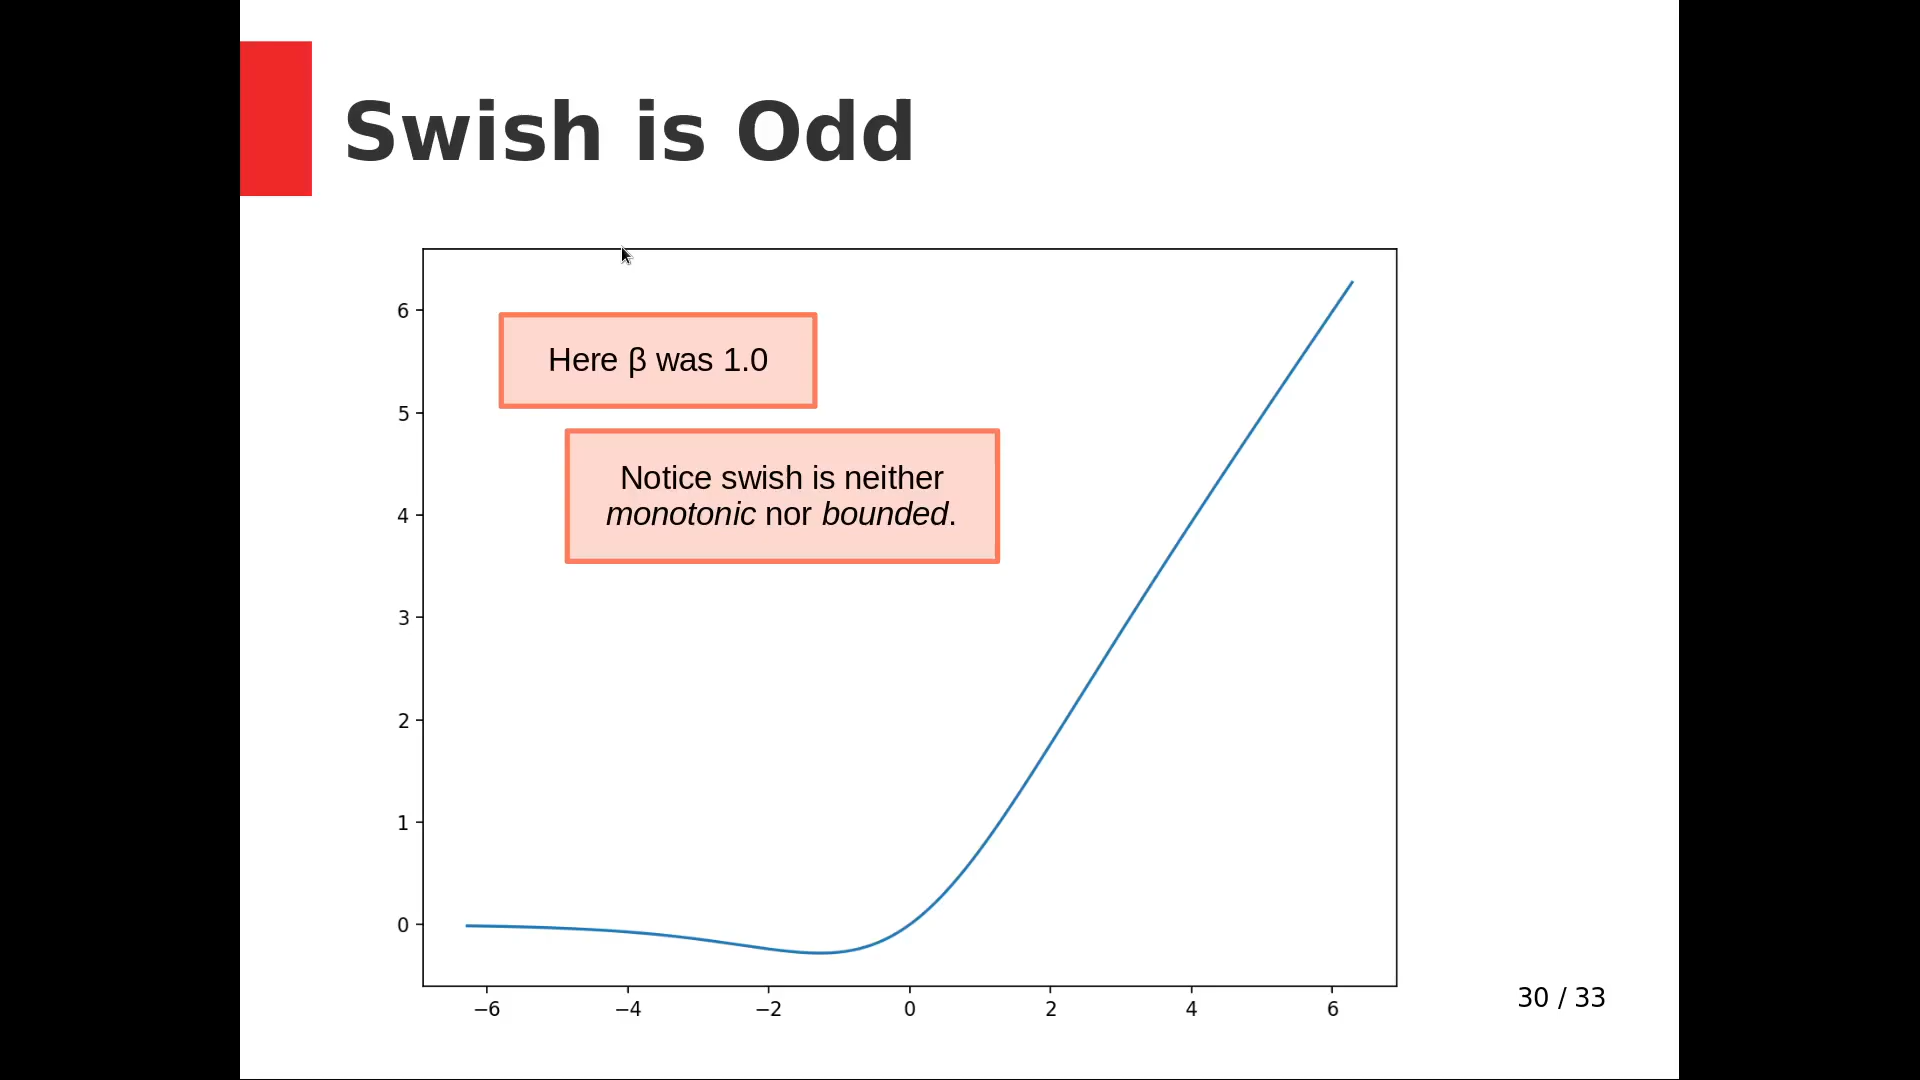 Swish is Odd
Here β was 1.0
Notice swish is neither
monotonic nor bounded.
6
5
4
3
2
1
0
−6
−4
−2
0
2
4
6
30 / 33